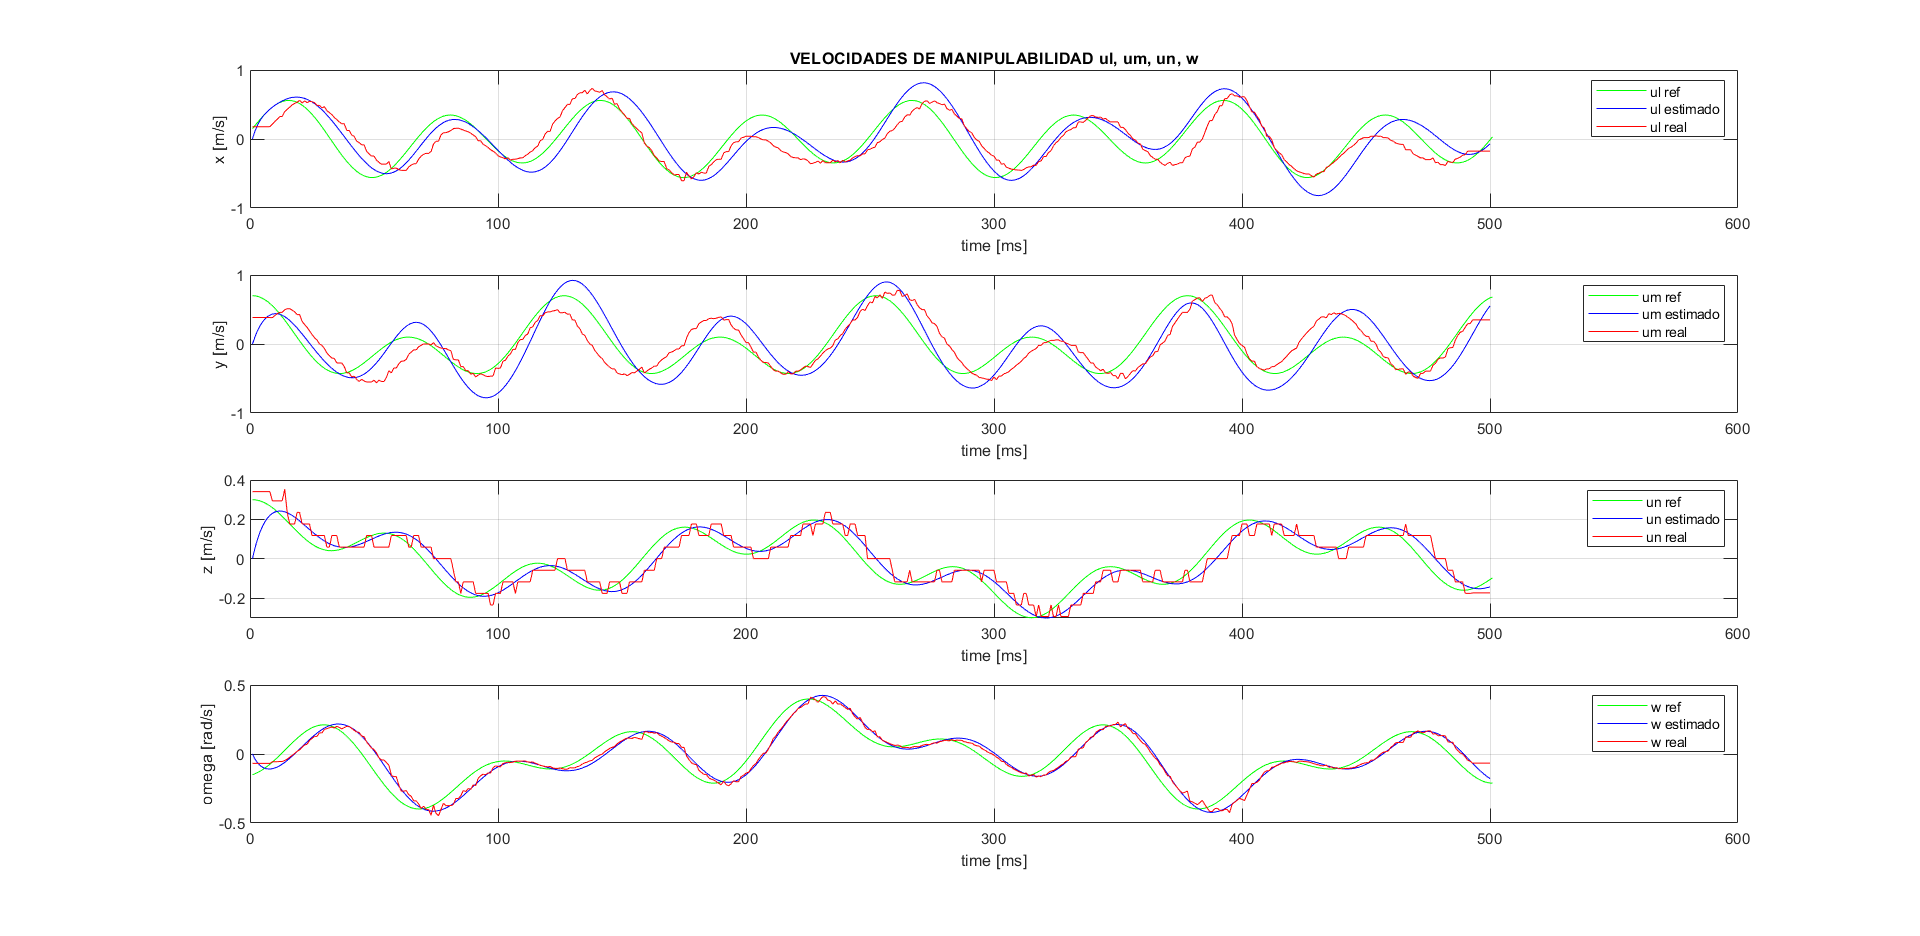 VELOCIDADES DE MANIPULABILIDAD ul, um, un, w
1
0
-1
x [m/s]
0 100 200 300 400 500 600
time [ms]
ul ref
ul estimado
ul real
1
0
-1
y [m/s]
0 100 200 300 400 500 600
time [ms]
um ref
um estimado
um real
0.4
0.2
0
-0.2
z [m/s]
0 100 200 300 400 500 600
time [ms]
un ref
un estimado
un real
0.5
0
-0.5
omega [rad/s]
0 100 200 300 400 500 600
time [ms]
w ref
w estimado
w real